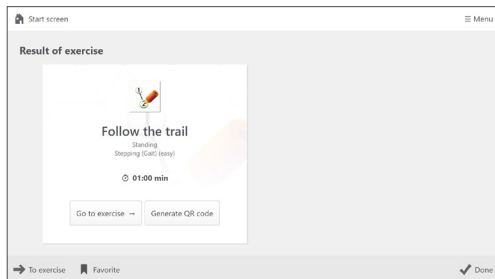 Start screen
☰ Menu
Result of exercise
Follow the trail
Standing
Stepping (Gait) (easy)
01:00 min
Go to exercise →
Generate QR code
To exercise
Favorite
Done